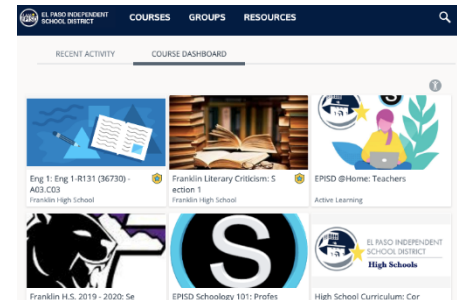 EL PASO INDEPENDENT
SCHOOL DISTRICT
COURSES GROUPS RESOURCES
RECENT ACTIVITY COURSE DASHBOARD
Eng 1: Eng 1-R131 (36730) -
A03.C03
Franklin High School
Franklin Literary Criticism: S
ection 1
Franklin High School
S
EPISD @Home: Teachers
Active Learning
Franklin H.S. 2019 - 2020: Se
S
EPISD Schoology 101: Profes
EL PASO INDEPENDENT
SCHOOL DISTRICT
High Schools
High School Curriculum: Cor